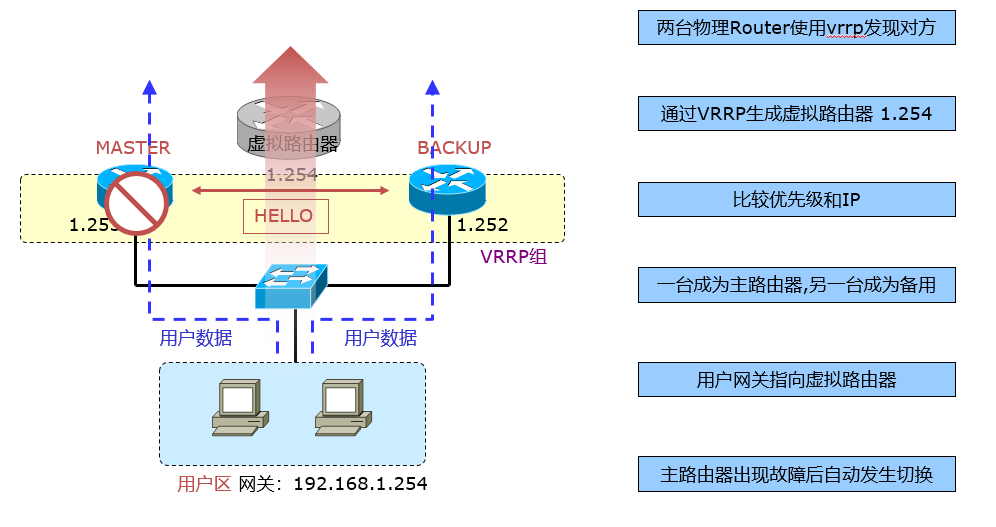 两台物理Router使用vrrp发现对方
通过VRRP生成虚拟路由器 1.254
虚拟路由器
MASTER
BACKUP
1.254
比较优先级和IP
HELLO
1.253
1.252
VRRP组
一台成为主路由器,另一台成为备用
用户数据
用户数据
用户网关指向虚拟路由器
主路由器出现故障后自动发生切换
用户区 网关：192.168.1.254